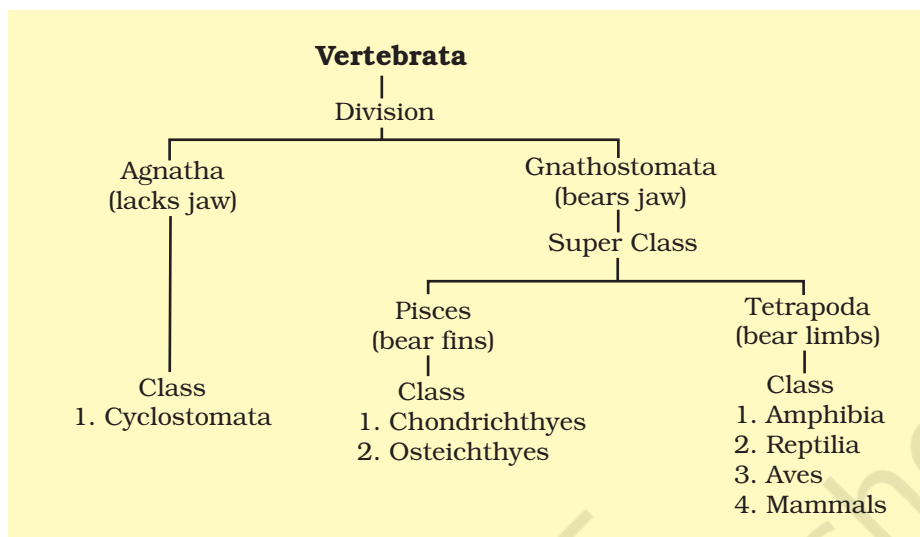 Vertebrata
Division
Agnatha
(lacks jaw)
Gnathostomata
(bears jaw)
Super Class
Pisces
(bear fins)
Tetrapoda
(bear limbs)
Class
1. Cyclostomata
Class
1. Chondrichthyes
2. Osteichthyes
Class
1. Amphibia
2. Reptilia
3. Aves
4. Mammals